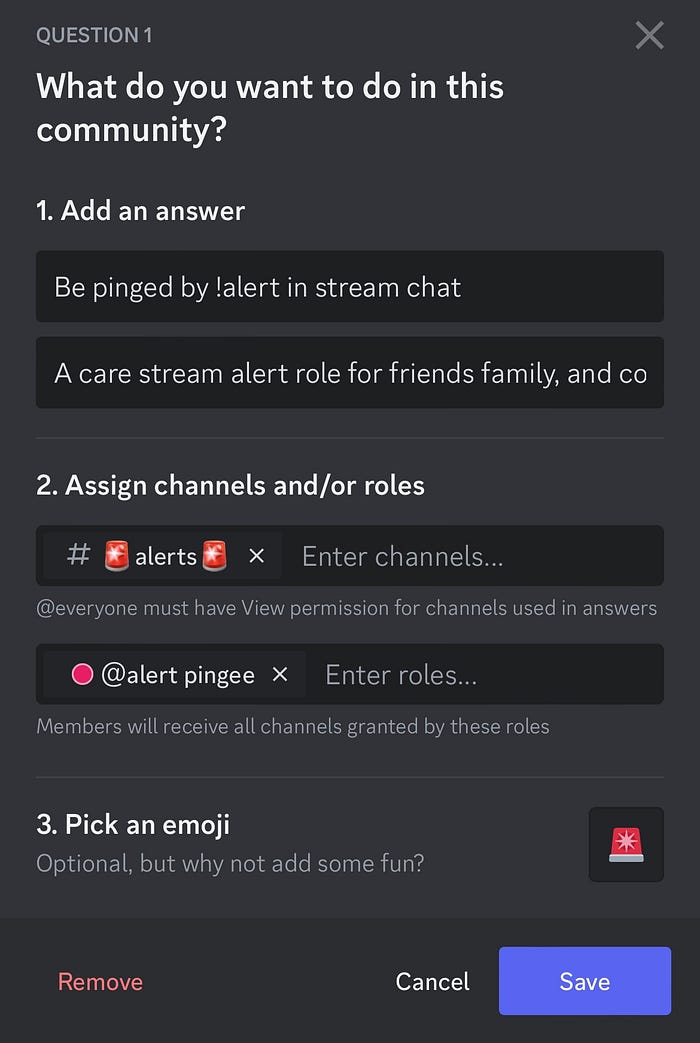 QUESTION 1
What do you want to do in this
community?
1. Add an answer
Be pinged by !alert in stream chat
A care stream alert role for friends family, and co
2. Assign channels and/or roles
# 🚨alerts🚨 × Enter channels...
@everyone must have View permission for channels used in answers
@alert pingee × Enter roles...
Members will receive all channels granted by these roles
3. Pick an emoji
Optional, but why not add some fun?
Remove Cancel Save